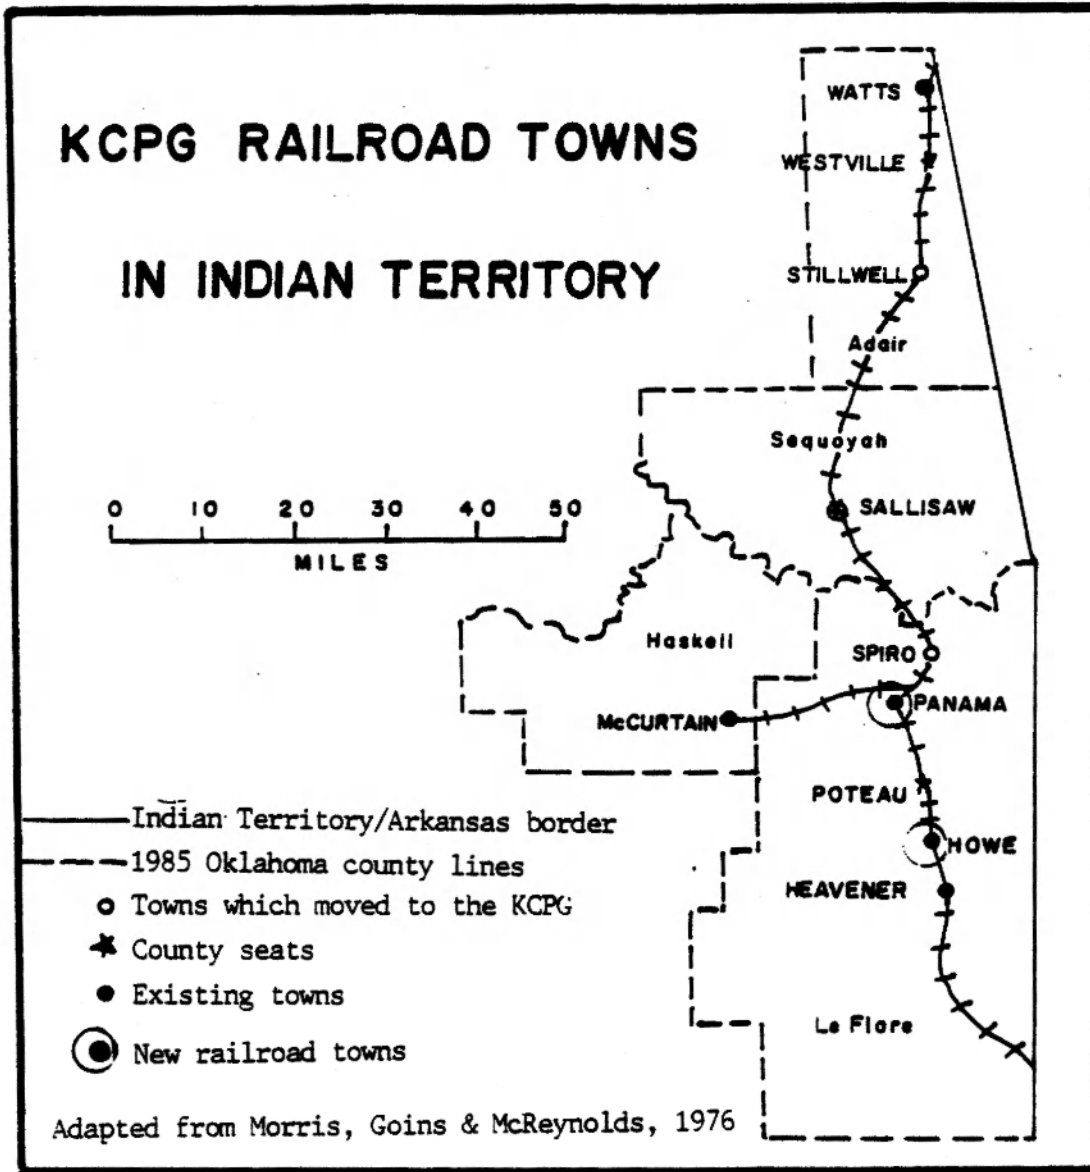 KCPG RAILROAD TOWNS
IN INDIAN TERRITORY
WATTS
WESTVILLE
STILLWELL
Adair
Sequoyah
SALLISAW
0 10 20 30 40 50
MILES
Haskell
SPIRO
PANAMA
McCURTAIN
POTEAU
HOWE
HEAVENER
Le Flore
Indian Territory/Arkansas border
1985 Oklahoma county lines
Towns which moved to the KCPG
County seats
Existing towns
New railroad towns
Adapted from Morris, Goins & McReynolds, 1976